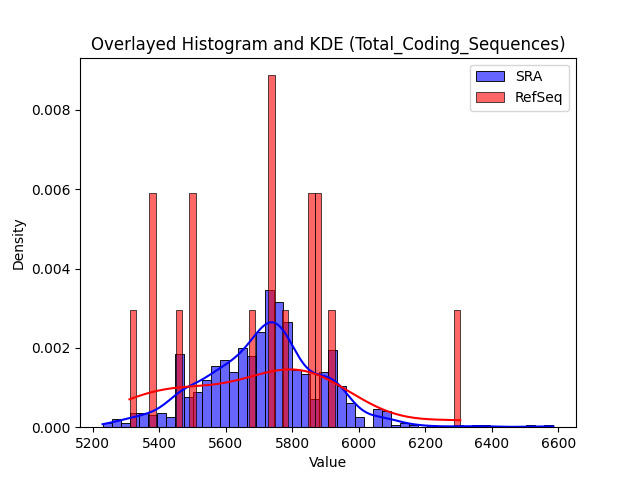 Overlayed Histogram and KDE (Total_Coding_Sequences)
SRA
RefSeq
0.008
0.006
0.004
0.002
0.000
Density
5200 5400 5600 5800 6000 6200 6400 6600
Value